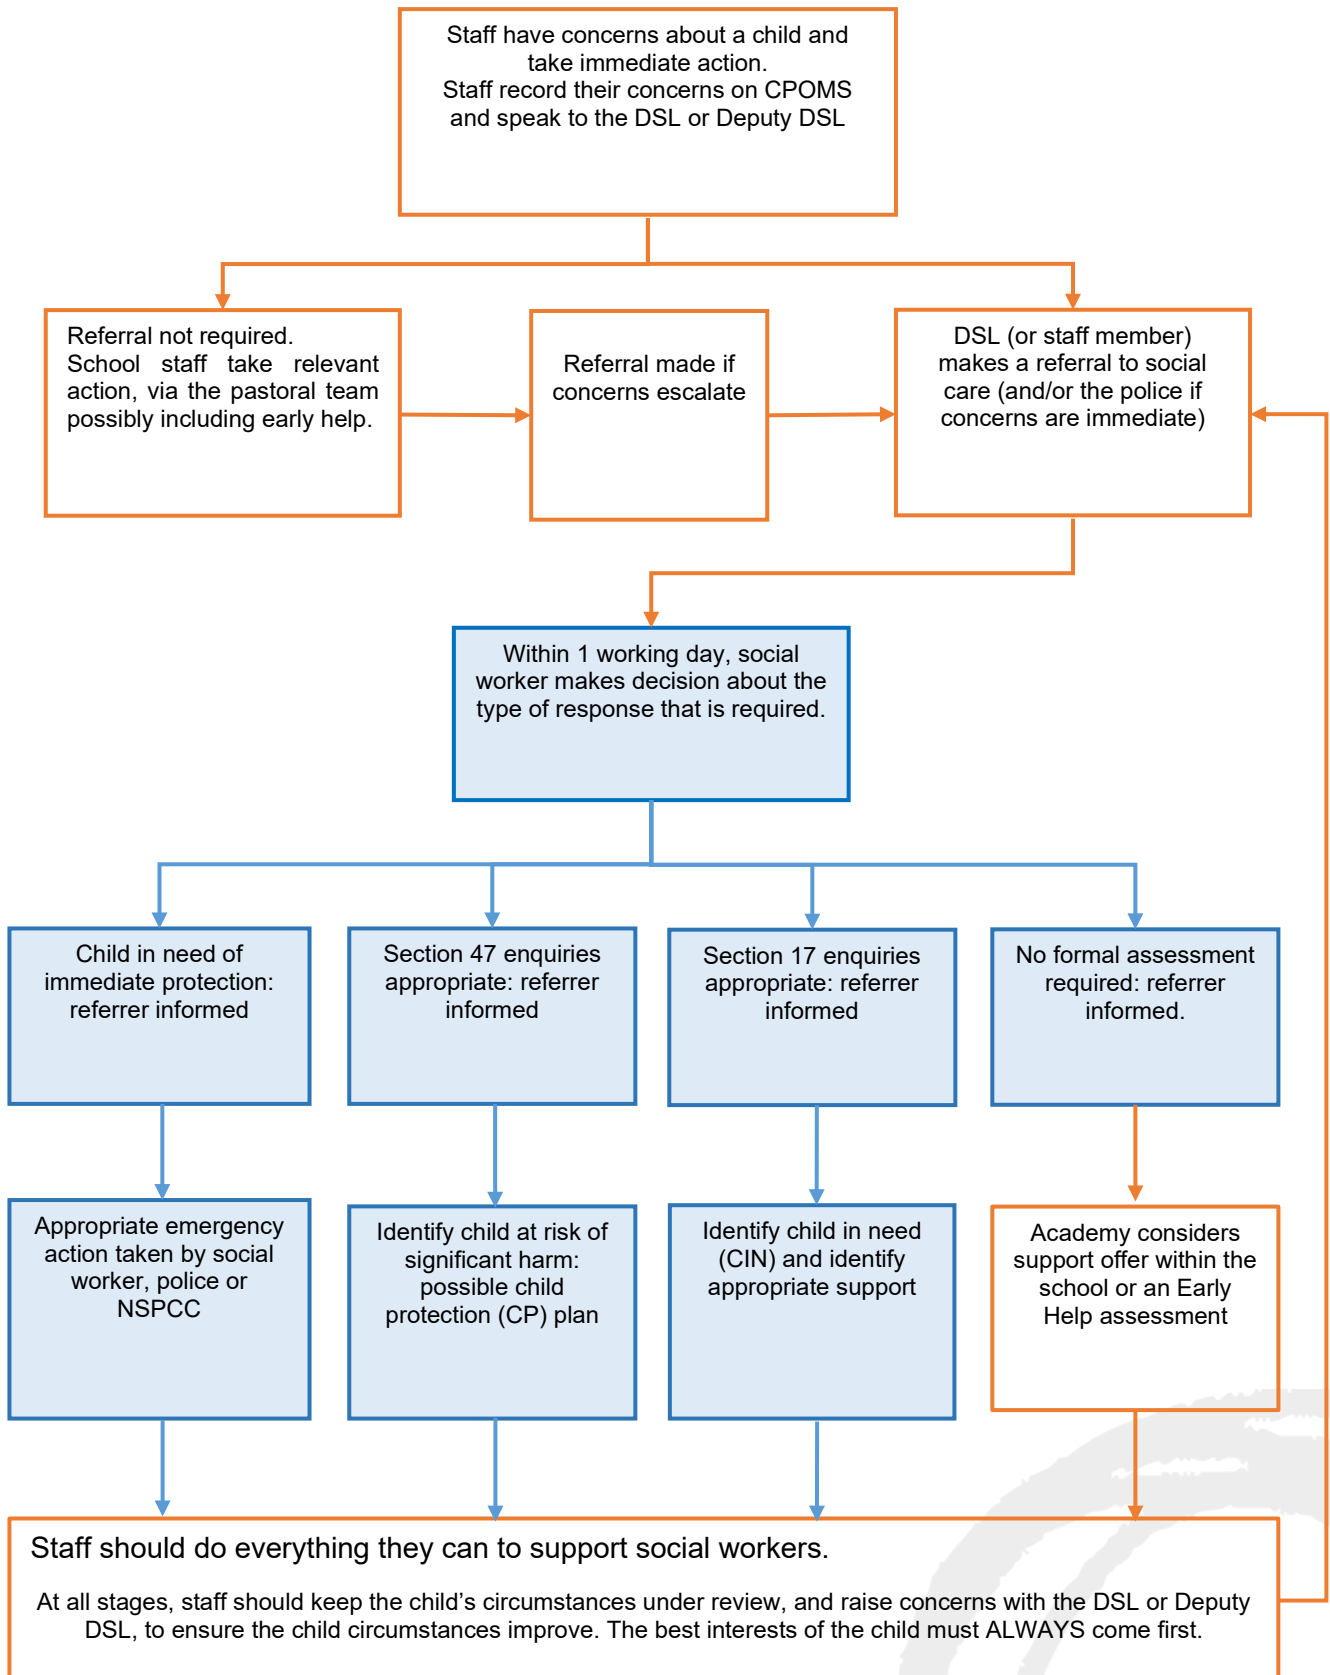 Staff have concerns about a child and
take immediate action.
Staff record their concerns on CPOMS
and speak to the DSL or Deputy DSL
Referral not required.
School staff take relevant
action, via the pastoral team
possibly including early help.
Referral made if
concerns escalate
DSL (or staff member)
makes a referral to social
care (and/or the police if
concerns are immediate)
Within 1 working day, social
worker makes decision about the
type of response that is required.
Child in need of
immediate protection:
referrer informed
Section 47 enquiries
appropriate: referrer
informed
Section 17 enquiries
appropriate: referrer
informed
No formal assessment
required: referrer
informed.
Appropriate emergency
action taken by social
worker, police or
NSPCC
Identify child at risk of
significant harm:
possible child
protection (CP) plan
Identify child in need
(CIN) and identify
appropriate support
Academy considers
support offer within the
school or an Early
Help assessment
Staff should do everything they can to support social workers.
At all stages, staff should keep the child’s circumstances under review, and raise concerns with the DSL or Deputy
DSL, to ensure the child circumstances improve. The best interests of the child must ALWAYS come first.